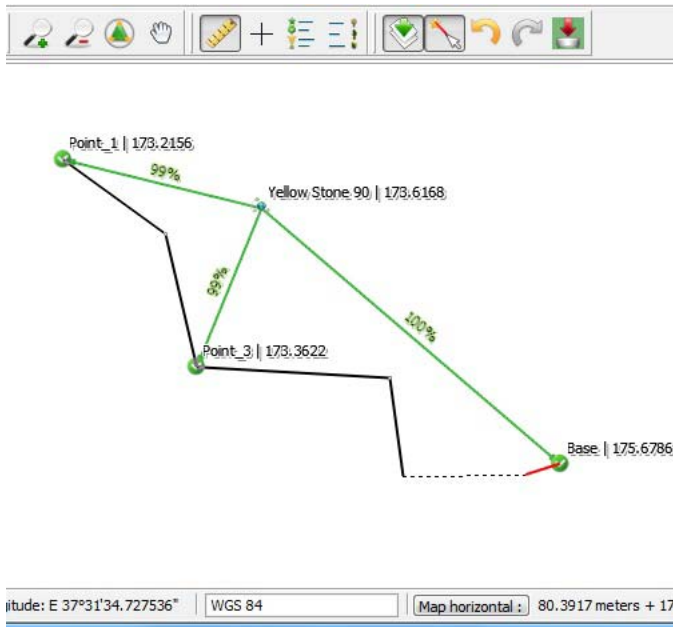 Point_1 | 173.2156
99%
Yellow Stone 90 | 173.6168
99%
100%
Point_3 | 173.3622
Base | 175.6786
itude: E 37°31'34.727536"
WGS 84
Map horizontal :
80.3917 meters + 17